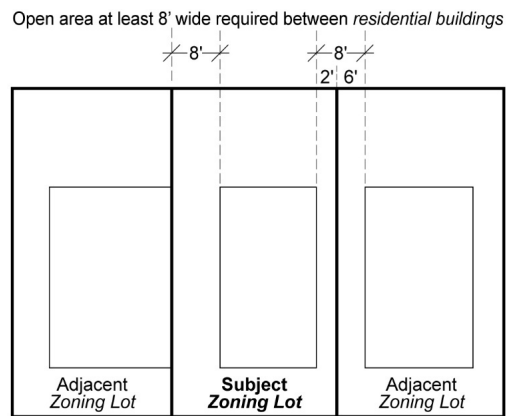 Open area at least 8' wide required between residential buildings
8' 8'
2' 6'
Adjacent Subject Adjacent
Zoning Lot Zoning Lot Zoning Lot